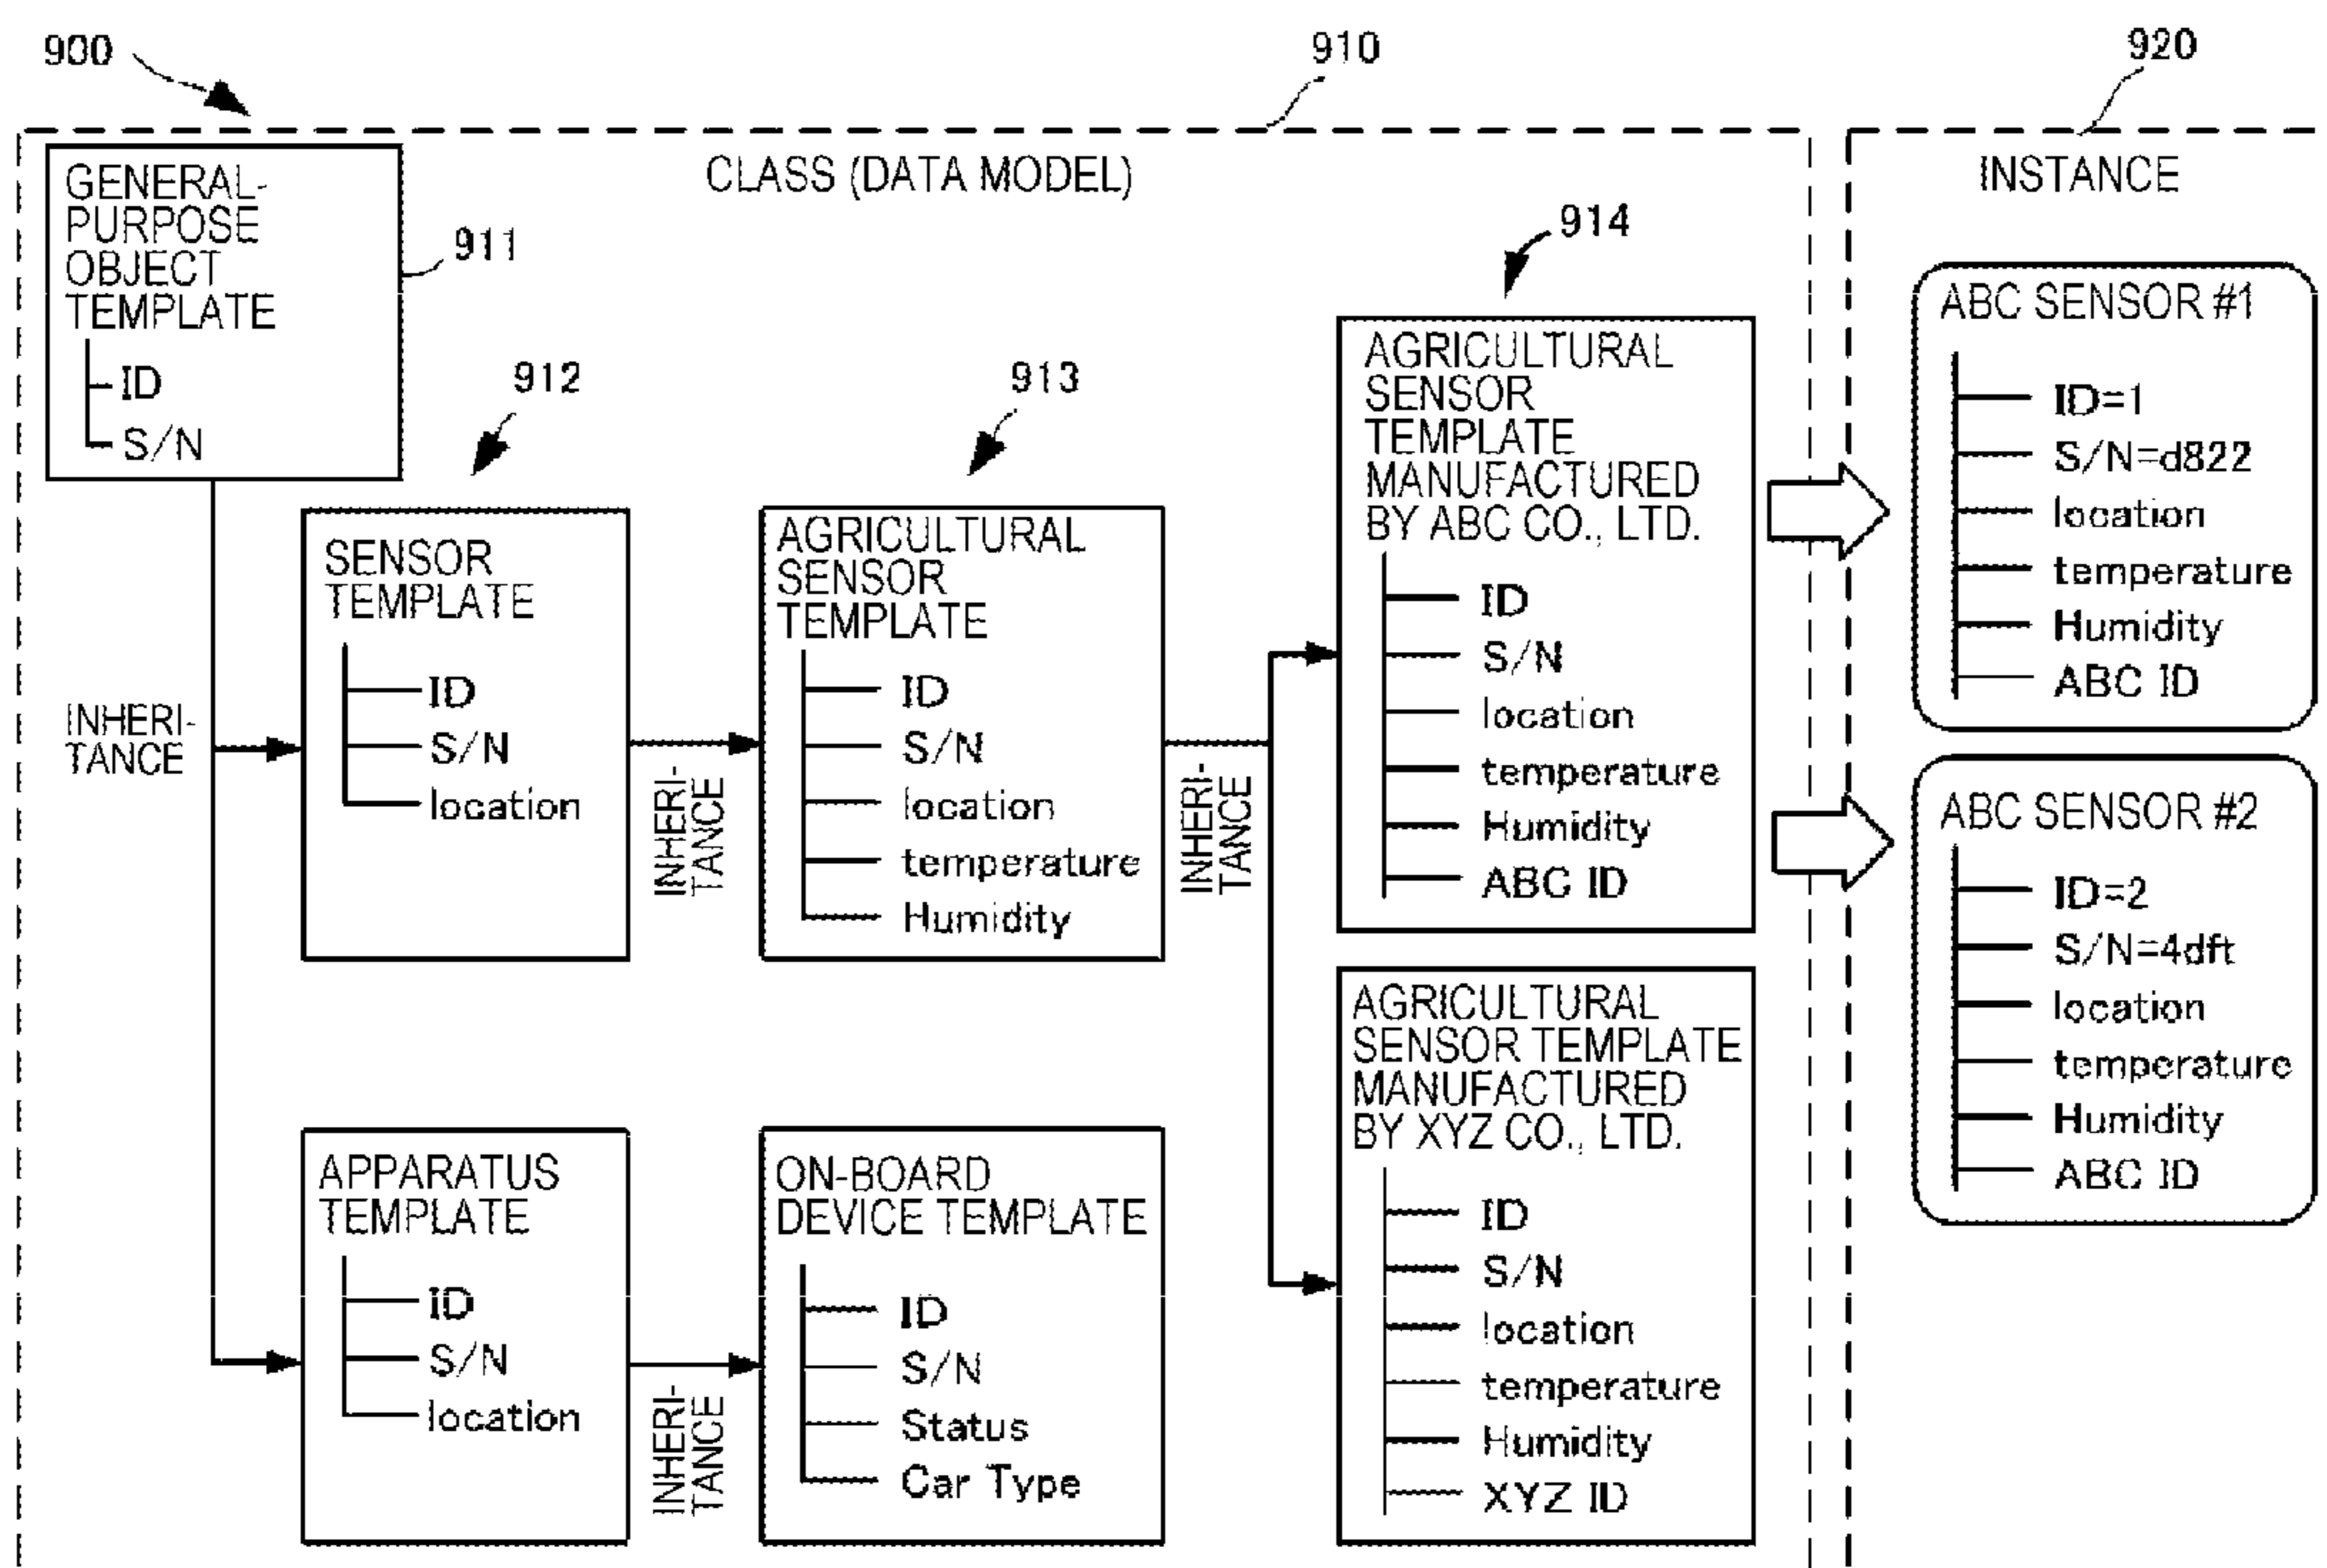 900
910
920
CLASS (DATA MODEL)
INSTANCE
GENERAL-
PURPOSE
OBJECT
TEMPLATE
ID
S/N
911
912
913
914
INHERI-
TANCE
SENSOR
TEMPLATE
ID
S/N
location
INHERI-
TANCE
AGRICULTURAL
SENSOR
TEMPLATE
ID
S/N
location
temperature
Humidity
INHERI-
TANCE
AGRICULTURAL
SENSOR
TEMPLATE
MANUFACTURED
BY ABC CO., LTD.
ID
S/N
location
temperature
Humidity
ABC ID
ABC SENSOR #1
ID=1
S/N=d822
location
temperature
Humidity
ABC ID
ABC SENSOR #2
ID=2
S/N=4dft
location
temperature
Humidity
ABC ID
APPARATUS
TEMPLATE
ID
S/N
location
INHERI-
TANCE
ON-BOARD
DEVICE TEMPLATE
ID
S/N
Status
Car Type
AGRICULTURAL
SENSOR TEMPLATE
MANUFACTURED
BY XYZ CO., LTD.
ID
S/N
location
temperature
Humidity
XYZ ID